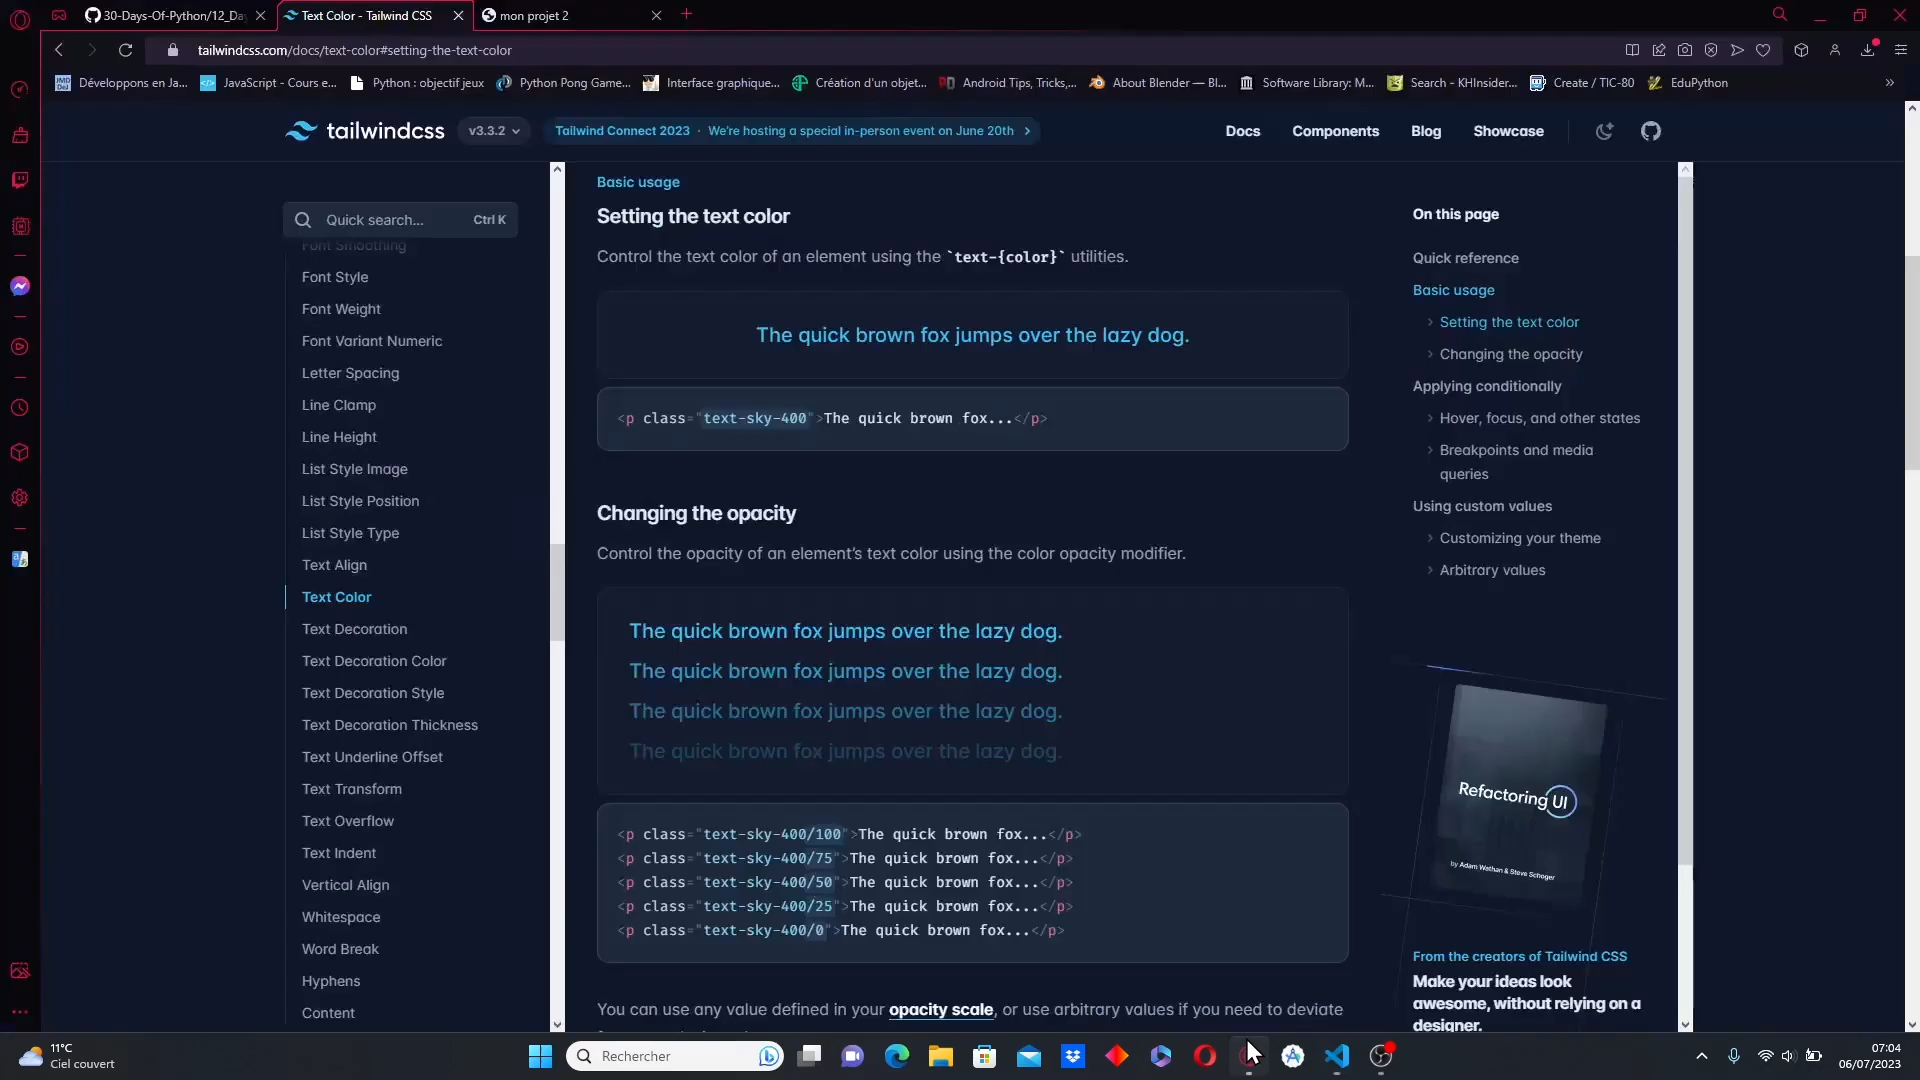 30-Days-Of-Python/12_Da
Text Color - Tailwind CSS
mon projet 2
tailwindcss.com/docs/text-color#setting-the-text-color
Développons en Ja...
JavaScript - Cours e...
Python : objectif jeux
Python Pong Game...
Interface graphique...
Création d'un objet...
Android Tips, Tricks,...
About Blender — Bl...
Software Library: M...
Search - KHInsider...
Create / TIC-80
EduPython
tailwindcss
v3.3.2
Tailwind Connect 2023 · We're hosting a special in-person event on June 20th
Docs
Components
Blog
Showcase
Quick search...
Ctrl K
Font Smoothing
Font Style
Font Weight
Font Variant Numeric
Letter Spacing
Line Clamp
Line Height
List Style Image
List Style Position
List Style Type
Text Align
Text Color
Text Decoration
Text Decoration Color
Text Decoration Style
Text Decoration Thickness
Text Underline Offset
Text Transform
Text Overflow
Text Indent
Vertical Align
Whitespace
Word Break
Hyphens
Content
Basic usage
Setting the text color
Control the text color of an element using the `text-{color}` utilities.
The quick brown fox jumps over the lazy dog.
<p class="text-sky-400">The quick brown fox...</p>
Changing the opacity
Control the opacity of an element's text color using the color opacity modifier.
The quick brown fox jumps over the lazy dog.
The quick brown fox jumps over the lazy dog.
The quick brown fox jumps over the lazy dog.
The quick brown fox jumps over the lazy dog.
<p class="text-sky-400/100">The quick brown fox...</p>
<p class="text-sky-400/75">The quick brown fox...</p>
<p class="text-sky-400/50">The quick brown fox...</p>
<p class="text-sky-400/25">The quick brown fox...</p>
<p class="text-sky-400/0">The quick brown fox...</p>
You can use any value defined in your opacity scale, or use arbitrary values if you need to deviate
On this page
Quick reference
Basic usage
Setting the text color
Changing the opacity
Applying conditionally
Hover, focus, and other states
Breakpoints and media
queries
Using custom values
Customizing your theme
Arbitrary values
Refactoring UI
by Adam Wathan & Steve Schoger
From the creators of Tailwind CSS
Make your ideas look
awesome, without relying on a
designer.
11°C
Ciel couvert
Rechercher
07:04
06/07/2023